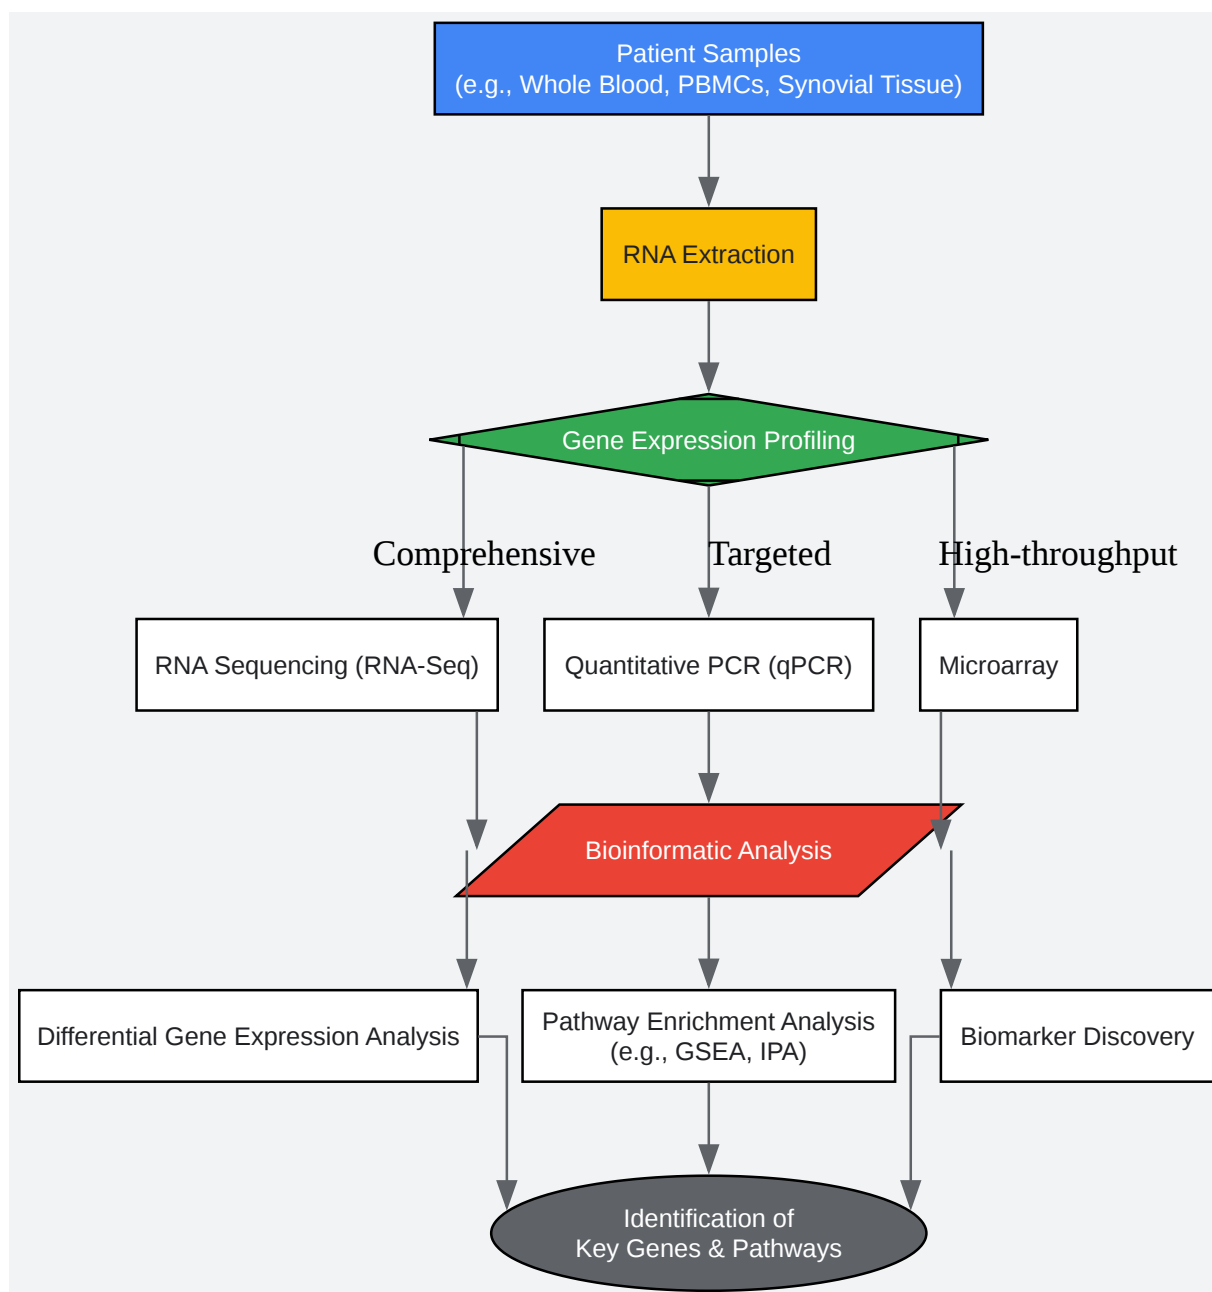 Patient Samples
(e.g., Whole Blood, PBMCs, Synovial Tissue)
RNA Extraction
Gene Expression Profiling
Comprehensive
Targeted
High-throughput
RNA Sequencing (RNA-Seq)
Quantitative PCR (qPCR)
Microarray
Bioinformatic Analysis
Differential Gene Expression Analysis
Pathway Enrichment Analysis
(e.g., GSEA, IPA)
Biomarker Discovery
Identification of
Key Genes & Pathways